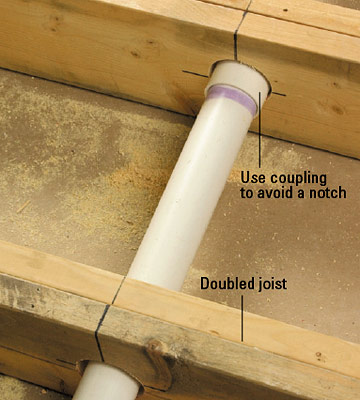 Use coupling
to avoid a notch
Doubled joist